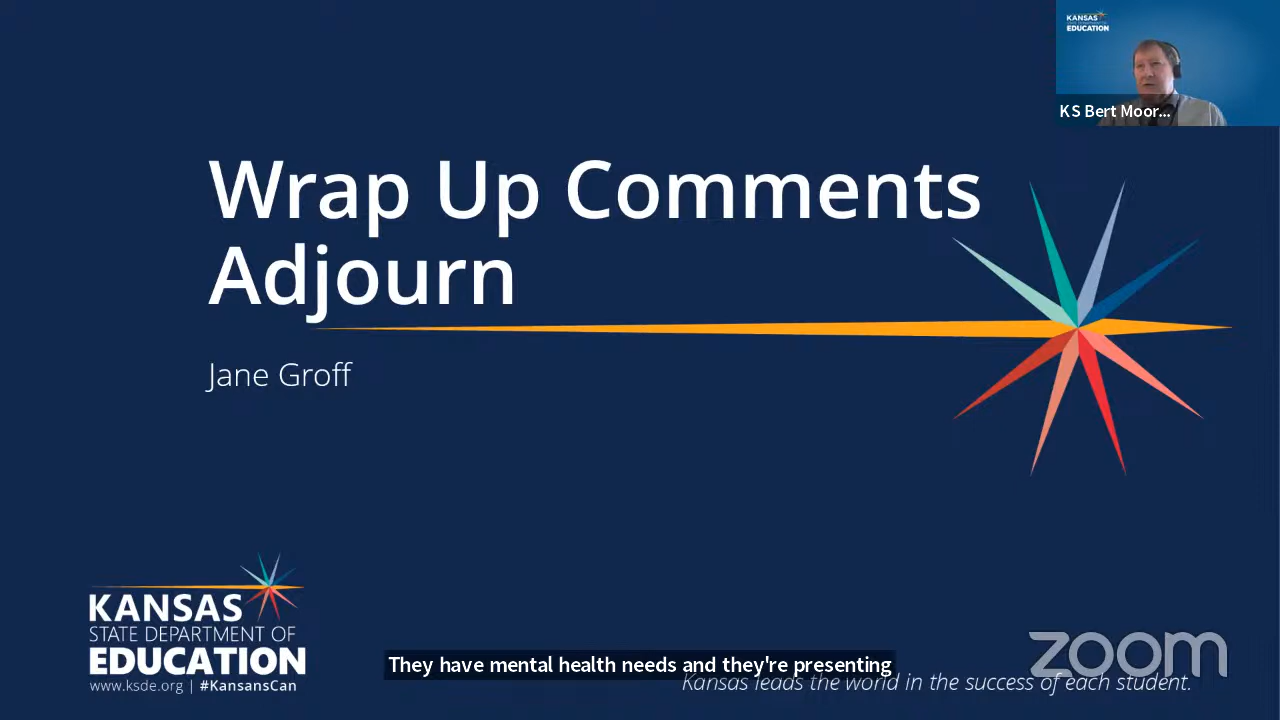 KANSAS
EDUCATION
KS Bert Moor...
Wrap Up Comments
Adjourn
Jane Groff
KANSAS
STATE DEPARTMENT OF
EDUCATION
www.ksde.org | #KansansCan
They have mental health needs and they're presenting
Kansas leads the world in the success of each student.
zoom